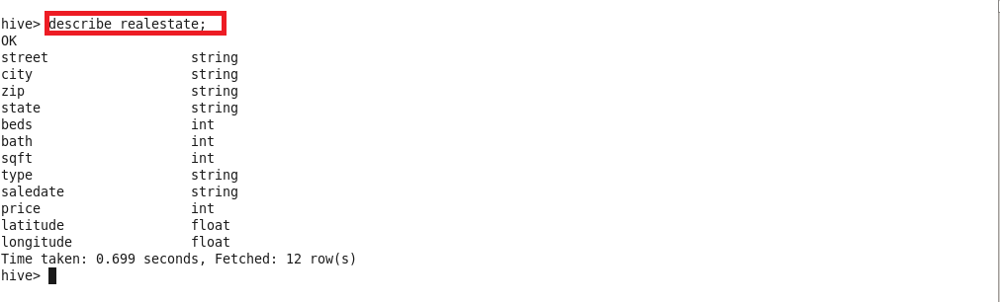 hive> describe realestate;
OK
street string
city string
zip string
state string
beds int
bath int
sqft int
type string
saledate string
price int
latitude float
longitude float
Time taken: 0.699 seconds, Fetched: 12 row(s)
hive>